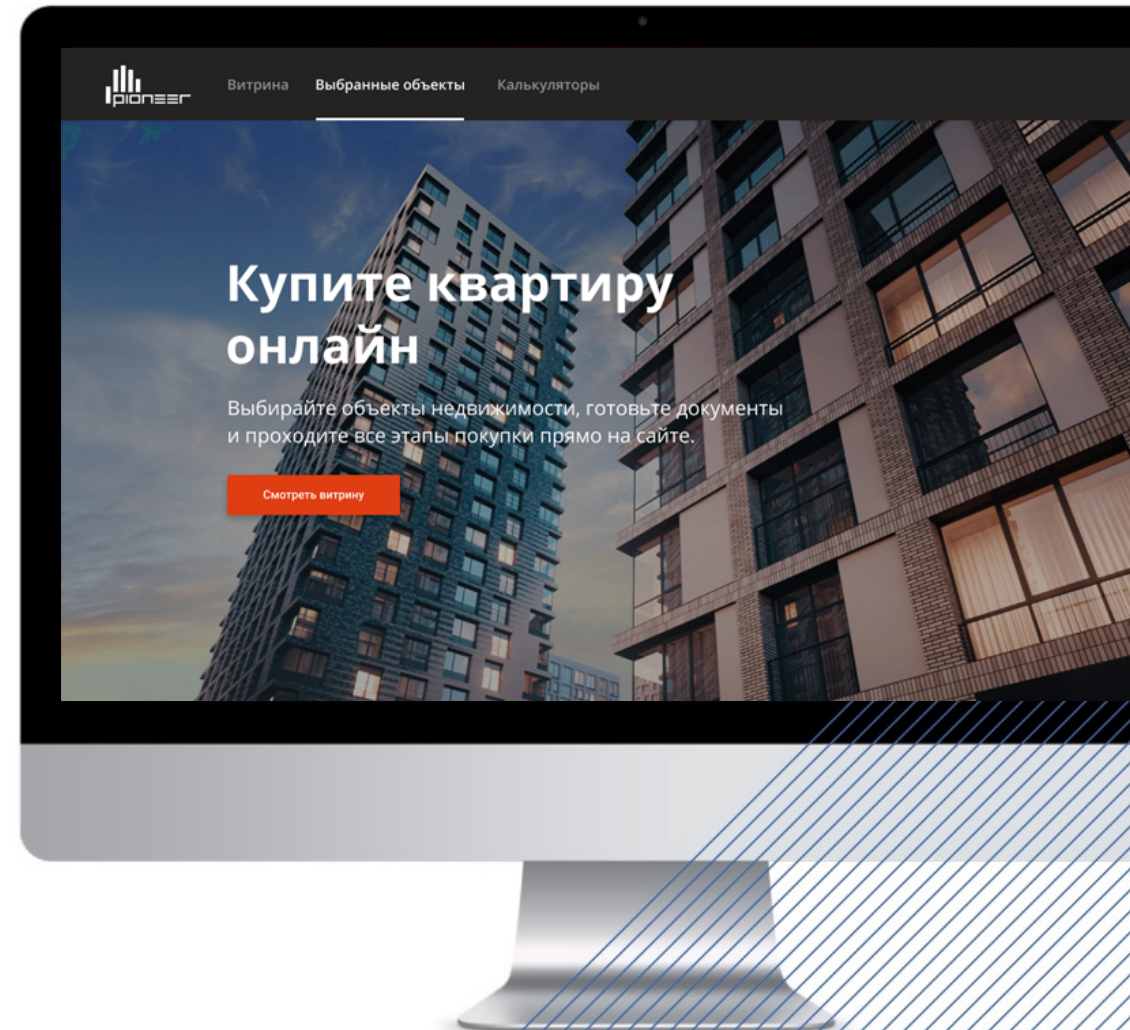 pioneer
Витрина Выбранные объекты Калькуляторы
Купите квартиру
онлайн
Выбирайте объекты недвижимости, готовьте документы
и проходите все этапы покупки прямо на сайте.
Смотреть витрину